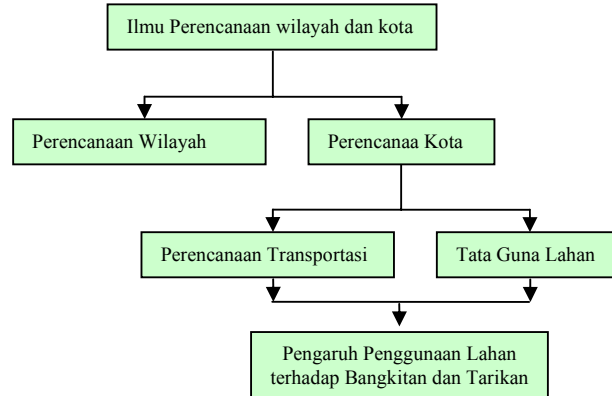 Ilmu Perencanaan wilayah dan kota
Perencanaan Wilayah
Perencanaa Kota
Perencanaan Transportasi
Tata Guna Lahan
Pengaruh Penggunaan Lahan
terhadap Bangkitan dan Tarikan